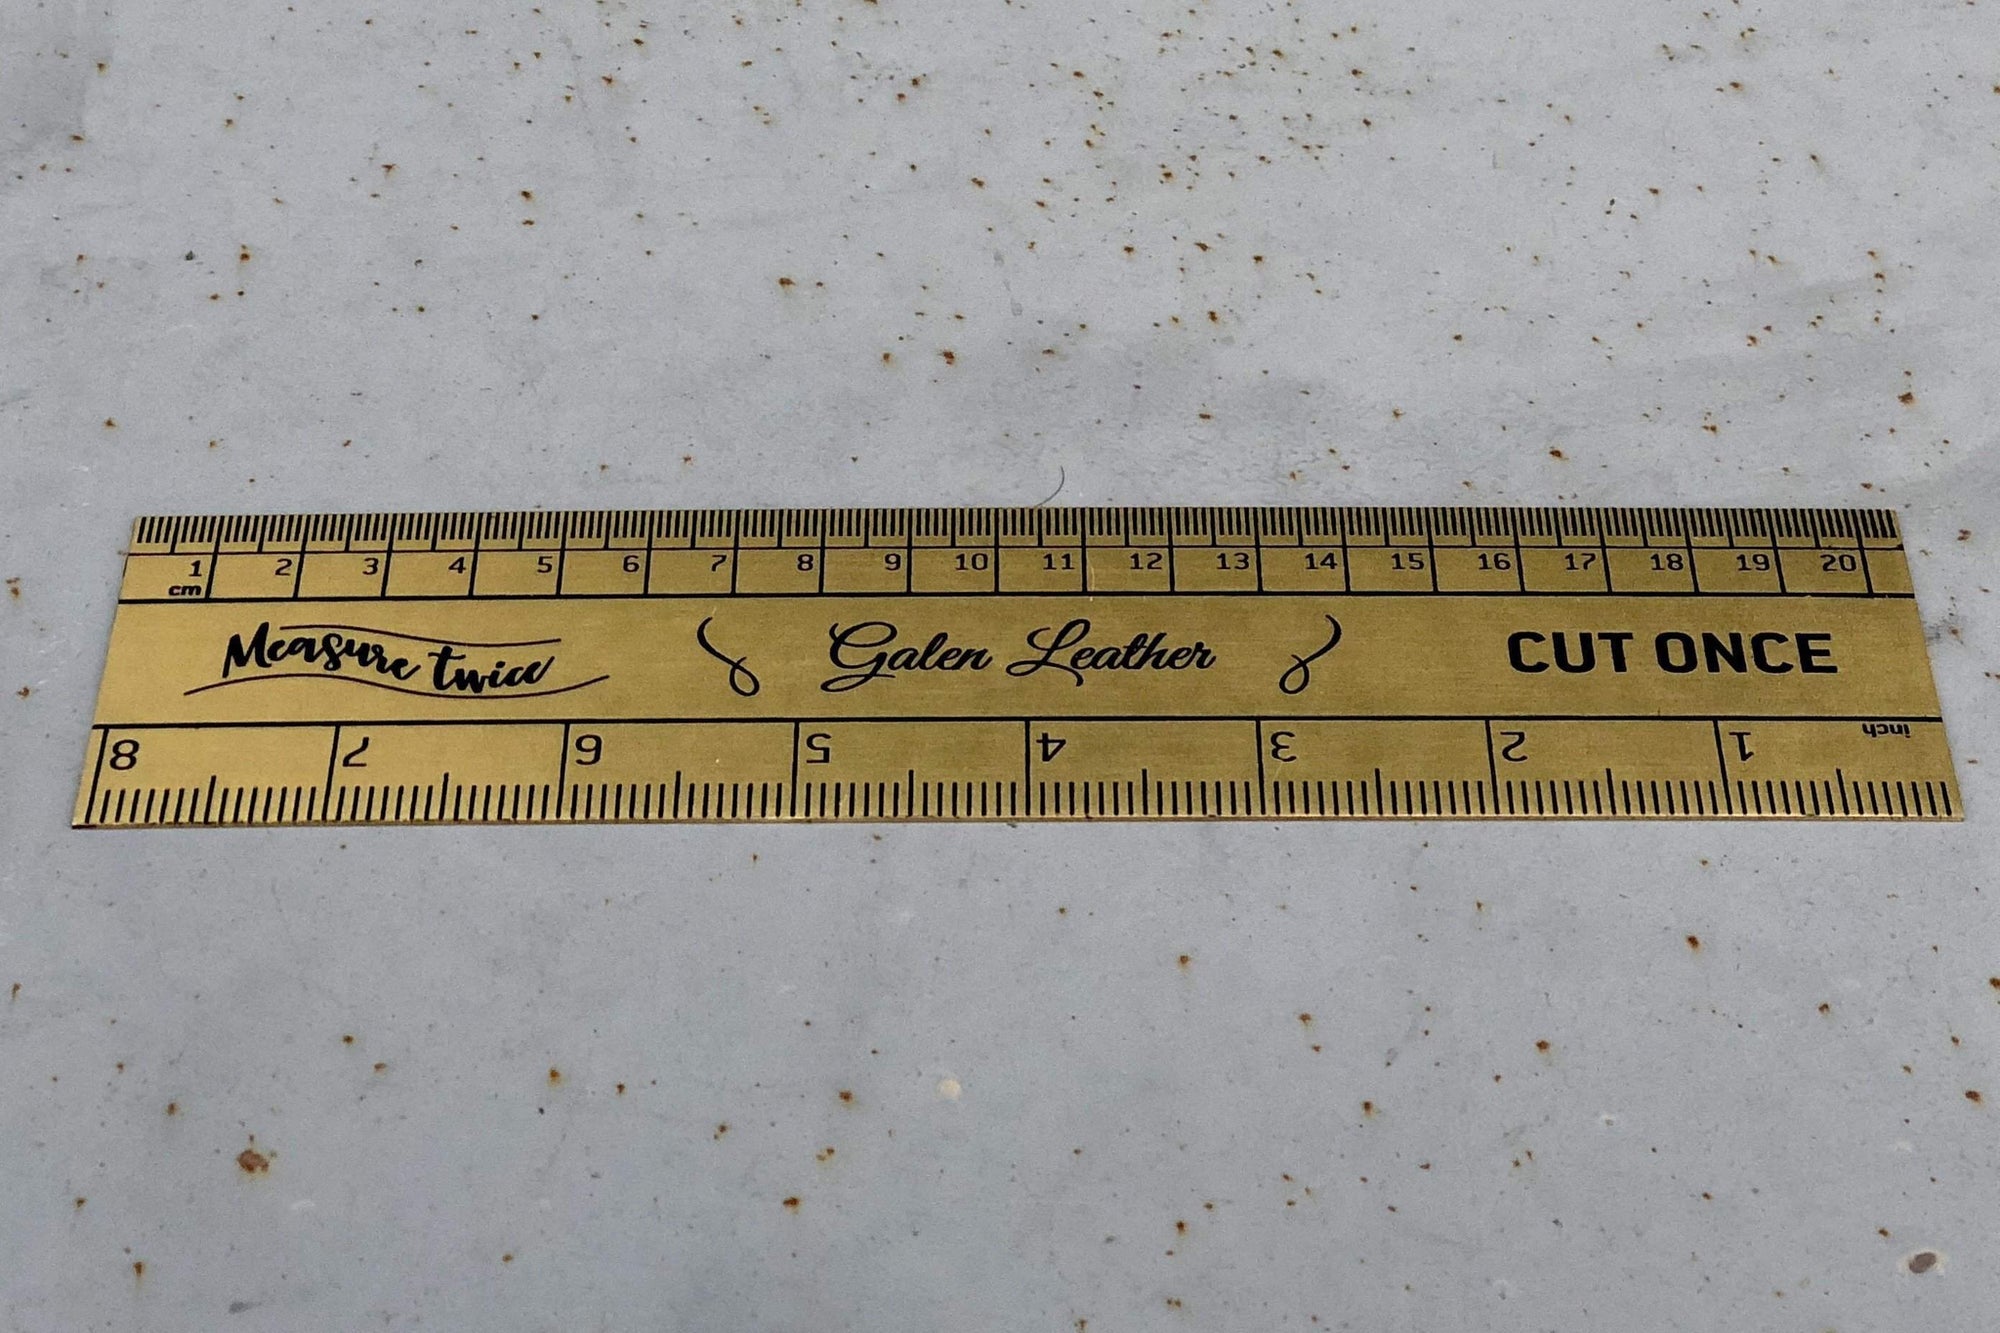 1 2 3 4 5 6 7 8 9 10 11 12 13 14 15 16 17 18 19 20
cm
Measure twice Galen Leather CUT ONCE
8 7 6 5 4 3 2 1 inch